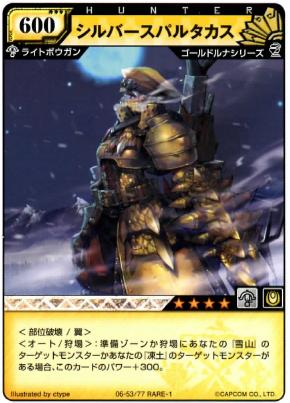 HUNTER
600
シルバースパルタカス
ライトボウガン
ゴールドルナシリーズ
＜部位破壊／翼＞
＜オート／狩場＞：準備ゾーンか狩場にあなたの『雪山』の
ターゲットモンスターかあなたの『凍土』のターゲットモンスターが
ある場合、このカードのパワー＋300。
Illustrated by ctype
06-53/77 RARE-1
©CAPCOM CO., LTD.